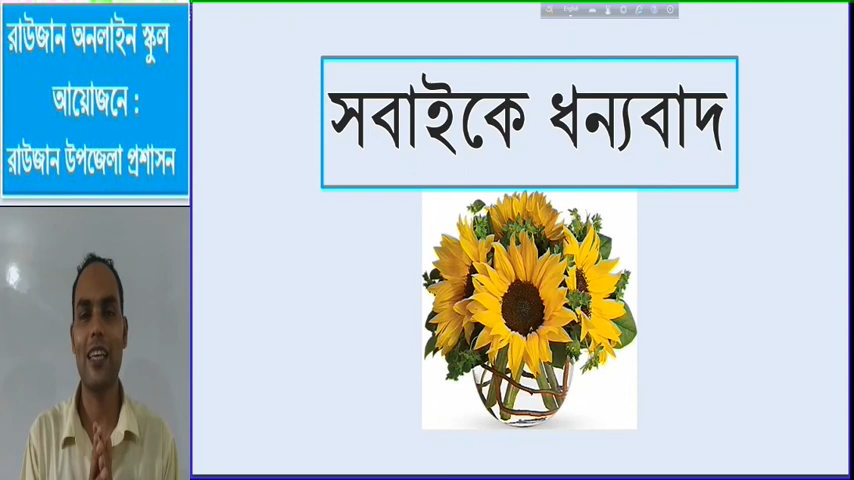 রাউজান অনলাইন স্কুল
আয়োজনে :
রাউজান উপজেলা প্রশাসন
সবাইকে ধন্যবাদ